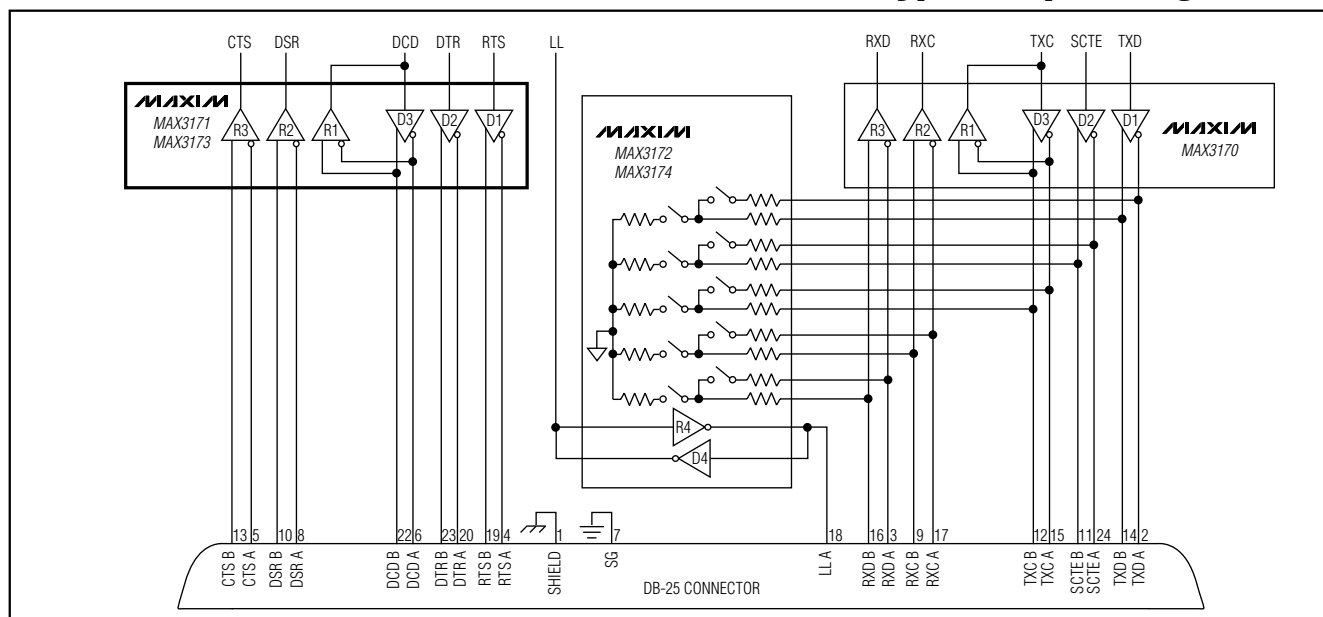 CTS DSR DCD DTR RTS LL RXD RXC TXC SCTE TXD
MAXIM
MAX3171
MAX3173
R3 R2 R1 D3 D2 D1
MAXIM
MAX3172
MAX3174
R3 R2 R1 D3 D2 D1
MAXIM
MAX3170
R4
D4
13 5 10 8 22 6 23 20 19 4 1 7 18 16 3 9 17 12 15 11 24 14 2
CTS B
CTS A
DSR B
DSR A
DCD B
DCD A
DTR B
DTR A
RTS B
RTS A
SHIELD
SG
LL A
RXD B
RXD A
RXC B
RXC A
TXC B
TXC A
SCTE B
SCTE A
TXD B
TXD A
DB-25 CONNECTOR